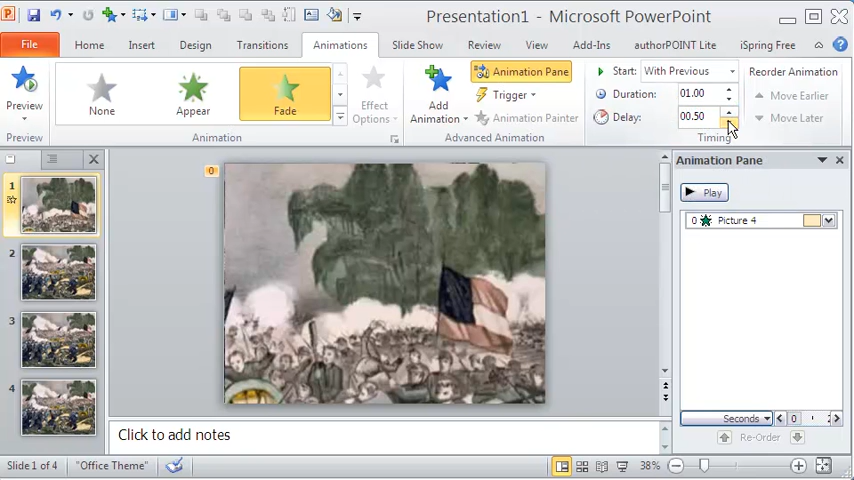 Presentation1 - Microsoft PowerPoint
File Home Insert Design Transitions Animations Slide Show Review View Add-Ins authorPOINT Lite iSpring Free
Preview
None
Appear
Fade
Effect
Options
Add
Animation
Animation Pane
Trigger
Animation Painter
Start: With Previous
Duration: 01.00
Delay: 00.50
Reorder Animation
Move Earlier
Move Later
Preview Animation Advanced Animation Timing
1
2
3
4
0
Animation Pane
Play
0 Picture 4
Seconds 0 2
Re-Order
Click to add notes
Slide 1 of 4 "Office Theme" 38%